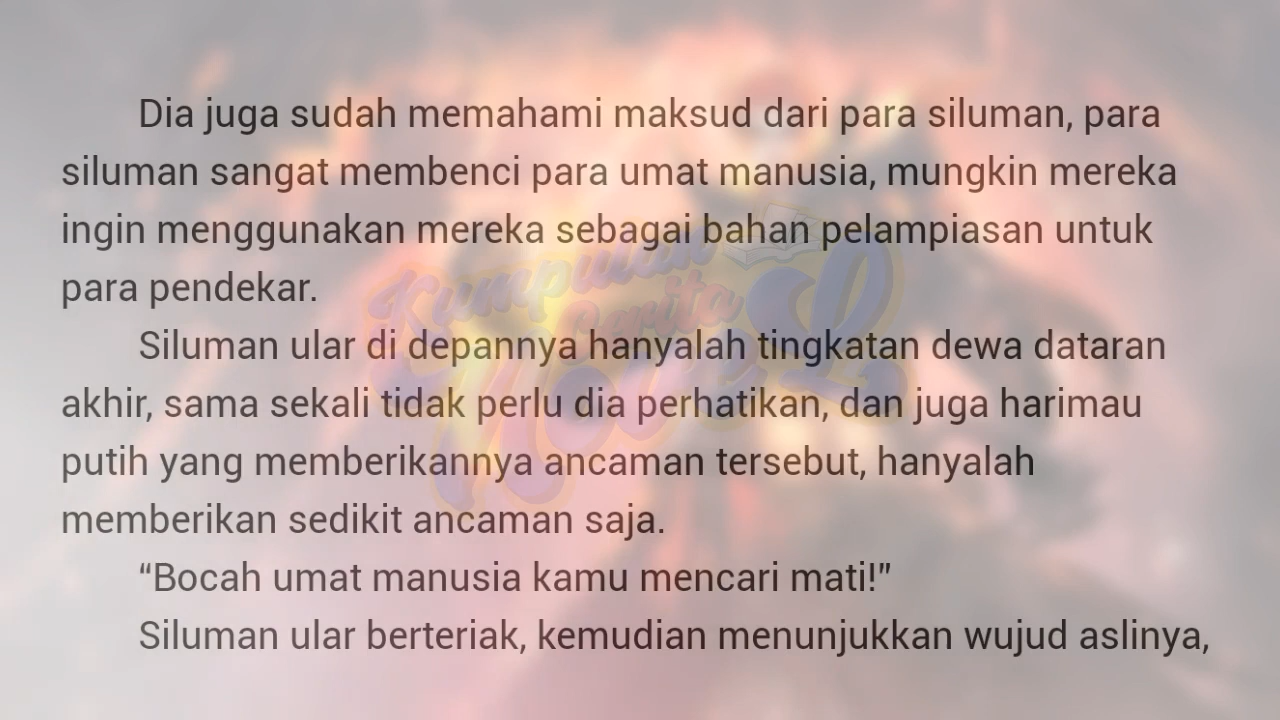 Dia juga sudah memahami maksud dari para siluman, para
siluman sangat membenci para umat manusia, mungkin mereka
ingin menggunakan mereka sebagai bahan pelampiasan untuk
para pendekar.
Siluman ular di depannya hanyalah tingkatan dewa dataran
akhir, sama sekali tidak perlu dia perhatikan, dan juga harimau
putih yang memberikannya ancaman tersebut, hanyalah
memberikan sedikit ancaman saja.
“Bocah umat manusia kamu mencari mati!”
Siluman ular berteriak, kemudian menunjukkan wujud aslinya,
Kumpulan
Cerita
NoveL